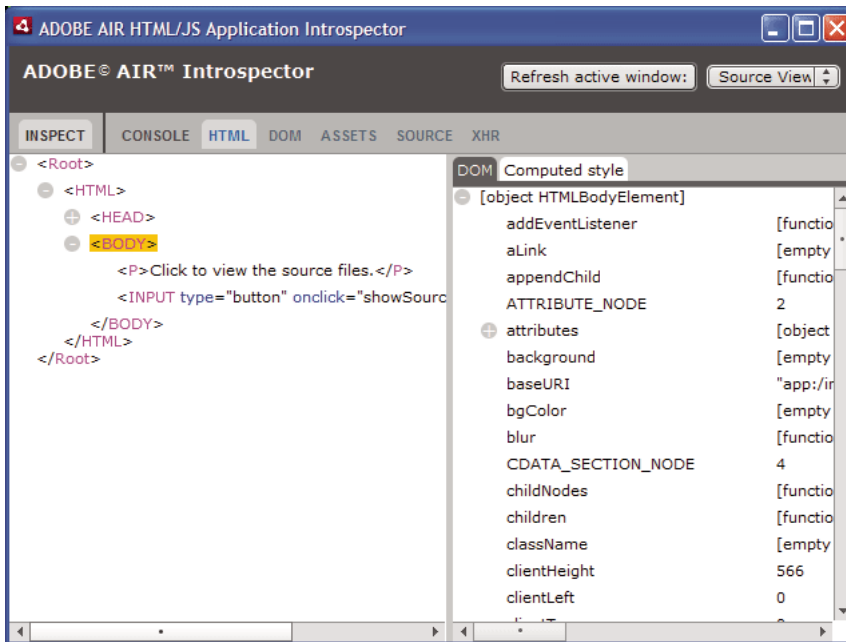 ADOBE AIR HTML/JS Application Introspector
ADOBE© AIR™ Introspector
Refresh active window:
Source View
INSPECT CONSOLE HTML DOM ASSETS SOURCE XHR
<Root>
<HTML>
<HEAD>
<BODY>
<P>Click to view the source files.</P>
<INPUT type="button" onclick="showSourc
</BODY>
</HTML>
</Root>
DOM Computed style
[object HTMLBodyElement]
addEventListener [functio
aLink [empty
appendChild [functio
ATTRIBUTE_NODE 2
attributes [object
background [empty
baseURI "app:/in
bgColor [empty
blur [functio
CDATA_SECTION_NODE 4
childNodes [functio
children [functio
className [empty
clientHeight 566
clientLeft 0